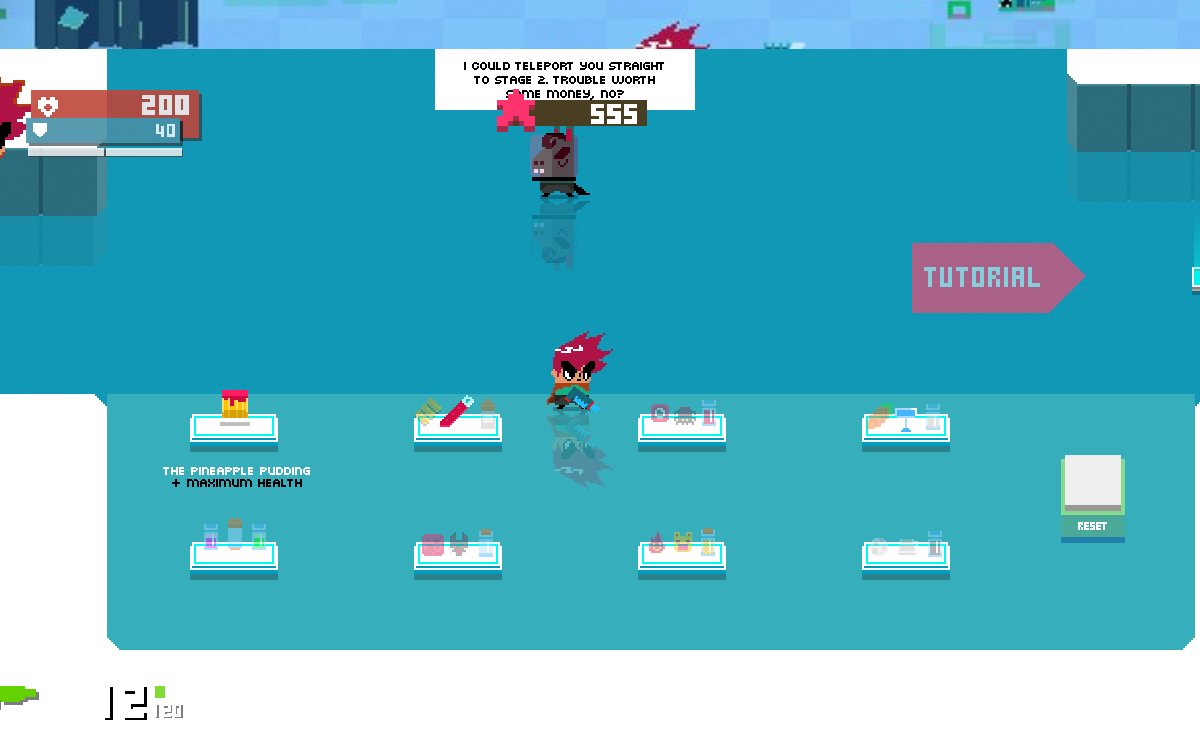 I COULD TELEPORT YOU STRAIGHT
TO STAGE 2. TROUBLE WORTH
SOME MONEY, NO?
555
200
40
TUTORIAL
THE PINEAPPLE PUDDING
+ MAXIMUM HEALTH
RESET
12
120